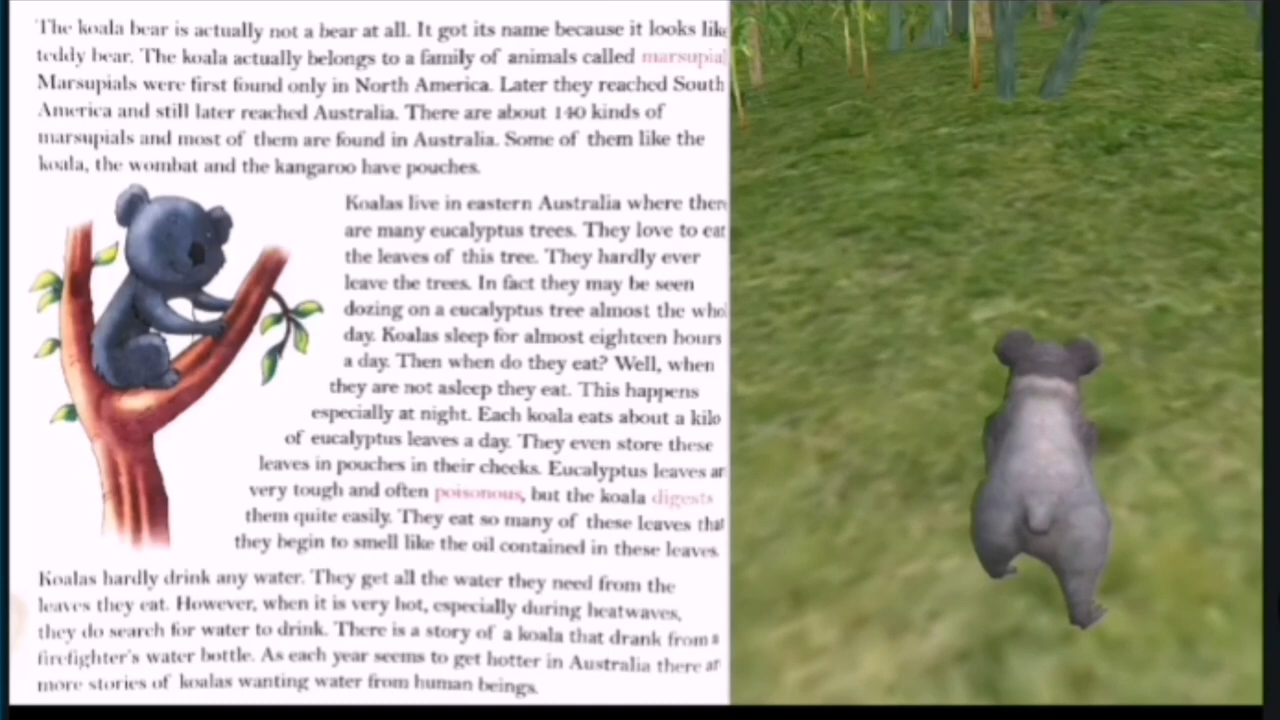 The koala bear is actually not a bear at all. It got its name because it looks like
teddy bear. The koala actually belongs to a family of animals called marsupial
Marsupials were first found only in North America. Later they reached South
America and still later reached Australia. There are about 140 kinds of
marsupials and most of them are found in Australia. Some of them like the
koala, the wombat and the kangaroo have pouches.
Koalas live in eastern Australia where there
are many eucalyptus trees. They love to eat
the leaves of this tree. They hardly ever
leave the trees. In fact they may be seen
dozing on a eucalyptus tree almost the who
day. Koalas sleep for almost eighteen hours
a day. Then when do they eat? Well, when
they are not asleep they eat. This happens
especially at night. Each koala eats about a kilo
of eucalyptus leaves a day. They even store these
leaves in pouches in their cheeks. Eucalyptus leaves ar
very tough and often poisonous, but the koala digests
them quite easily. They eat so many of these leaves that
they begin to smell like the oil contained in these leaves.
Koalas hardly drink any water. They get all the water they need from the
leaves they eat. However, when it is very hot, especially during heatwaves,
they do search for water to drink. There is a story of a koala that drank from a
firefighter's water bottle. As each year seems to get hotter in Australia there ar
more stories of koalas wanting water from human beings.